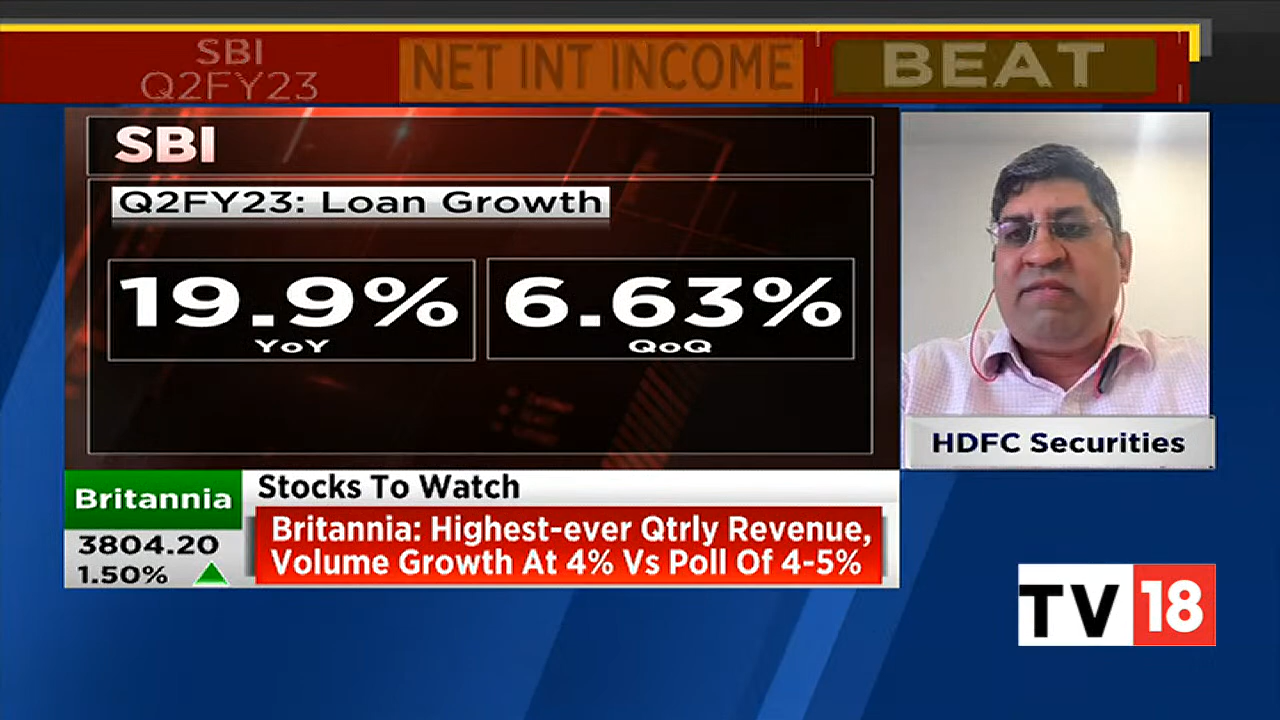 SBI
Q2FY23
NET INT INCOME
BEAT
SBI
Q2FY23: Loan Growth
19.9%
YoY
6.63%
QoQ
HDFC Securities
Britannia
3804.20
1.50%
Stocks To Watch
Britannia: Highest-ever Qtrly Revenue,
Volume Growth At 4% Vs Poll Of 4-5%
TV18